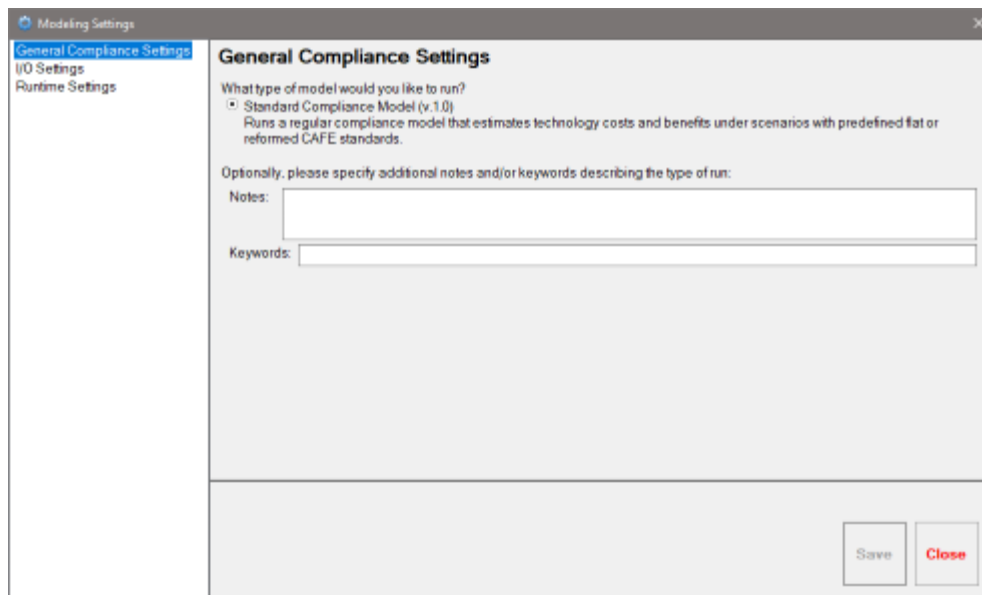 Modeling Settings
General Compliance Settings
I/O Settings
Runtime Settings
General Compliance Settings
What type of model would you like to run?
Standard Compliance Model (v.1.0)
Runs a regular compliance model that estimates technology costs and benefits under scenarios with predefined flat or
reformed CAFE standards.
Optionally, please specify additional notes and/or keywords describing the type of run:
Notes:
Keywords:
Save
Close